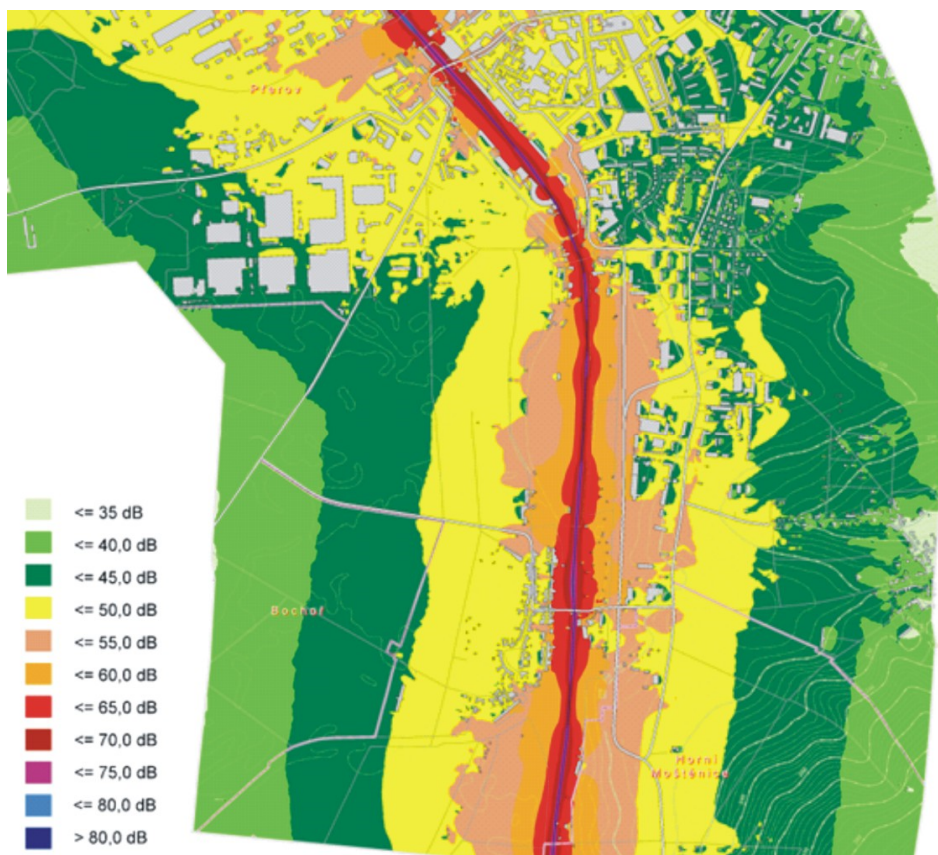 Přerov
<= 35 dB
<= 40,0 dB
<= 45,0 dB
<= 50,0 dB
<= 55,0 dB
<= 60,0 dB
<= 65,0 dB
<= 70,0 dB
<= 75,0 dB
<= 80,0 dB
> 80,0 dB
Bochoř
Horní
Moštěnice